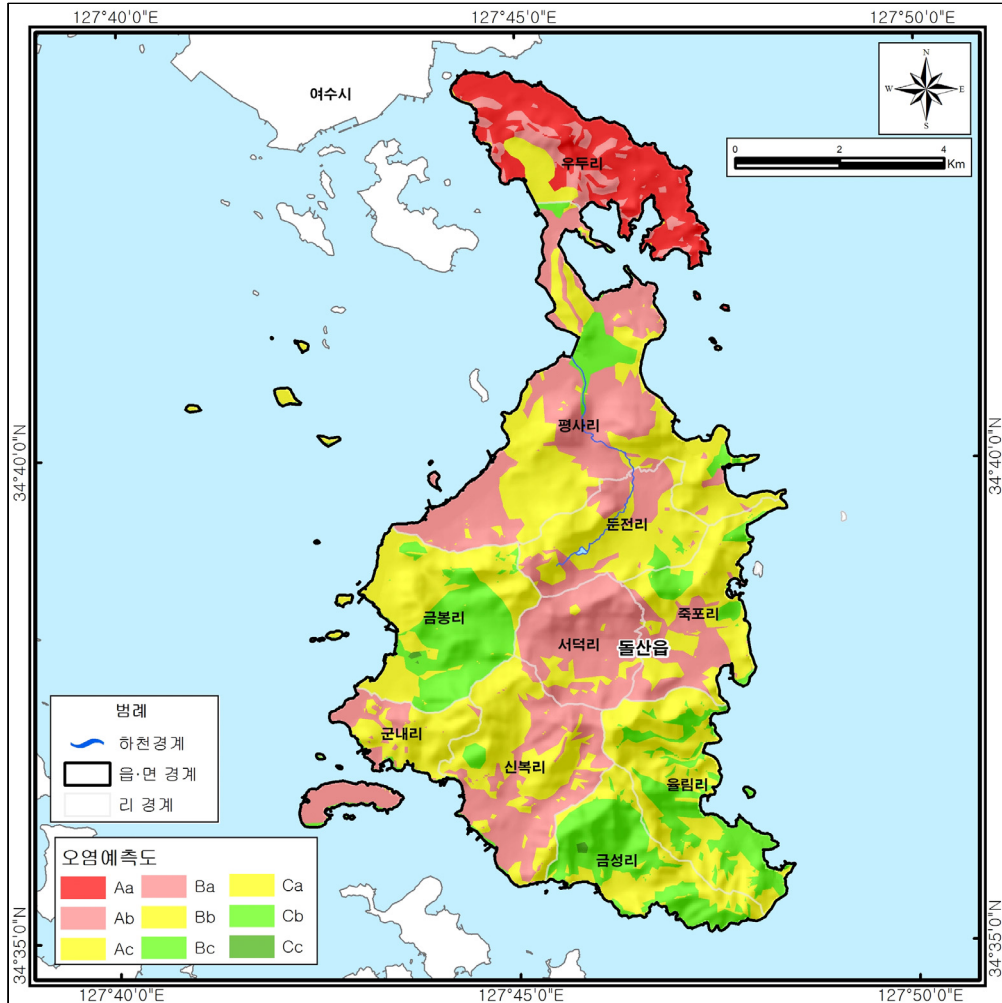 127°40'0"E
127°45'0"E
127°50'0"E
여수시
N
W
E
S
0
2
4
Km
우두리
34°40'0"N
34°40'0"N
평사리
둔전리
금봉리
죽포리
서덕리
돌산읍
군내리
신복리
율림리
금성리
범례
하천경계
읍·면 경계
리 경계
오염예측도
Aa Ba Ca
Ab Bb Cb
Ac Bc Cc
34°35'0"N
34°35'0"N
127°40'0"E
127°45'0"E
127°50'0"E